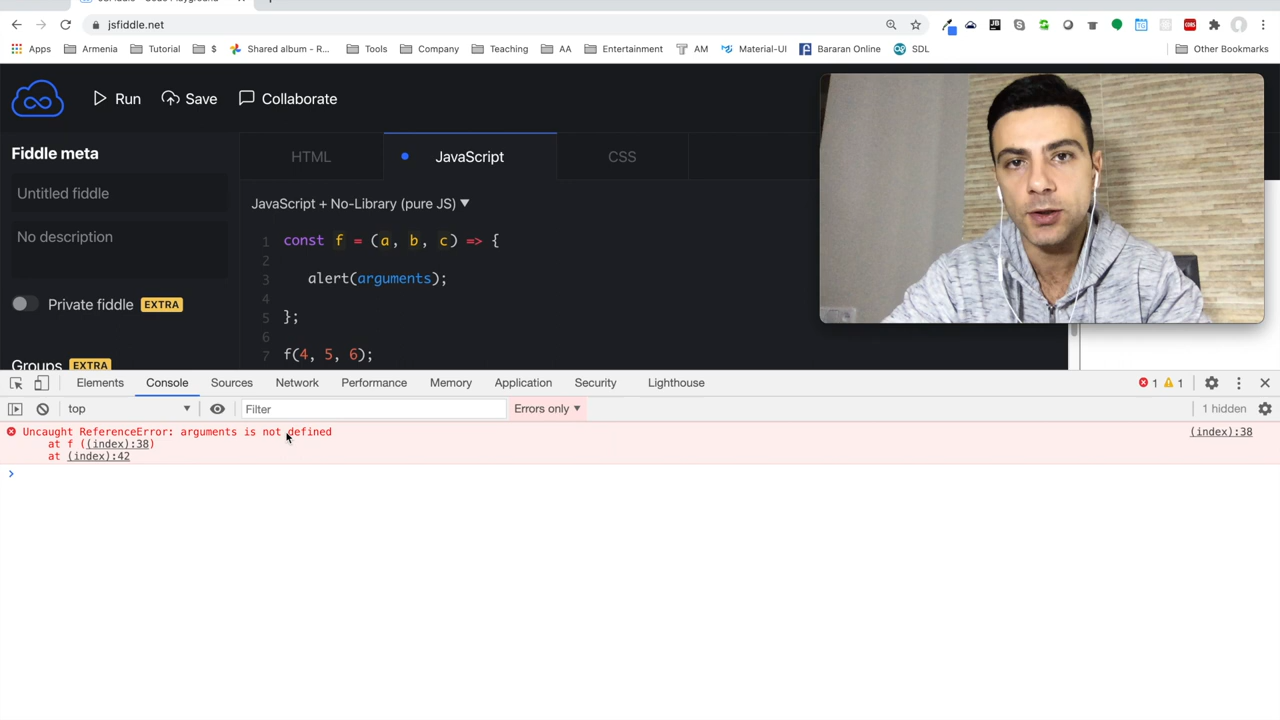 jsfiddle.net
Apps Armenia Tutorial $ Shared album - R... Tools Company Teaching AA Entertainment AM Material-UI Bararan Online SDL Other Bookmarks
Run Save Collaborate
Fiddle meta
Untitled fiddle
No description
Private fiddle EXTRA
Groups EXTRA
HTML JavaScript CSS
JavaScript + No-Library (pure JS) ▼
1 const f = (a, b, c) => {
2
3 alert(arguments);
4
5 };
6
7 f(4, 5, 6);
Elements Console Sources Network Performance Memory Application Security Lighthouse 1 1
top ▼ Filter Errors only ▼ 1 hidden
Uncaught ReferenceError: arguments is not defined (index):38
at f ((index):38)
at (index):42